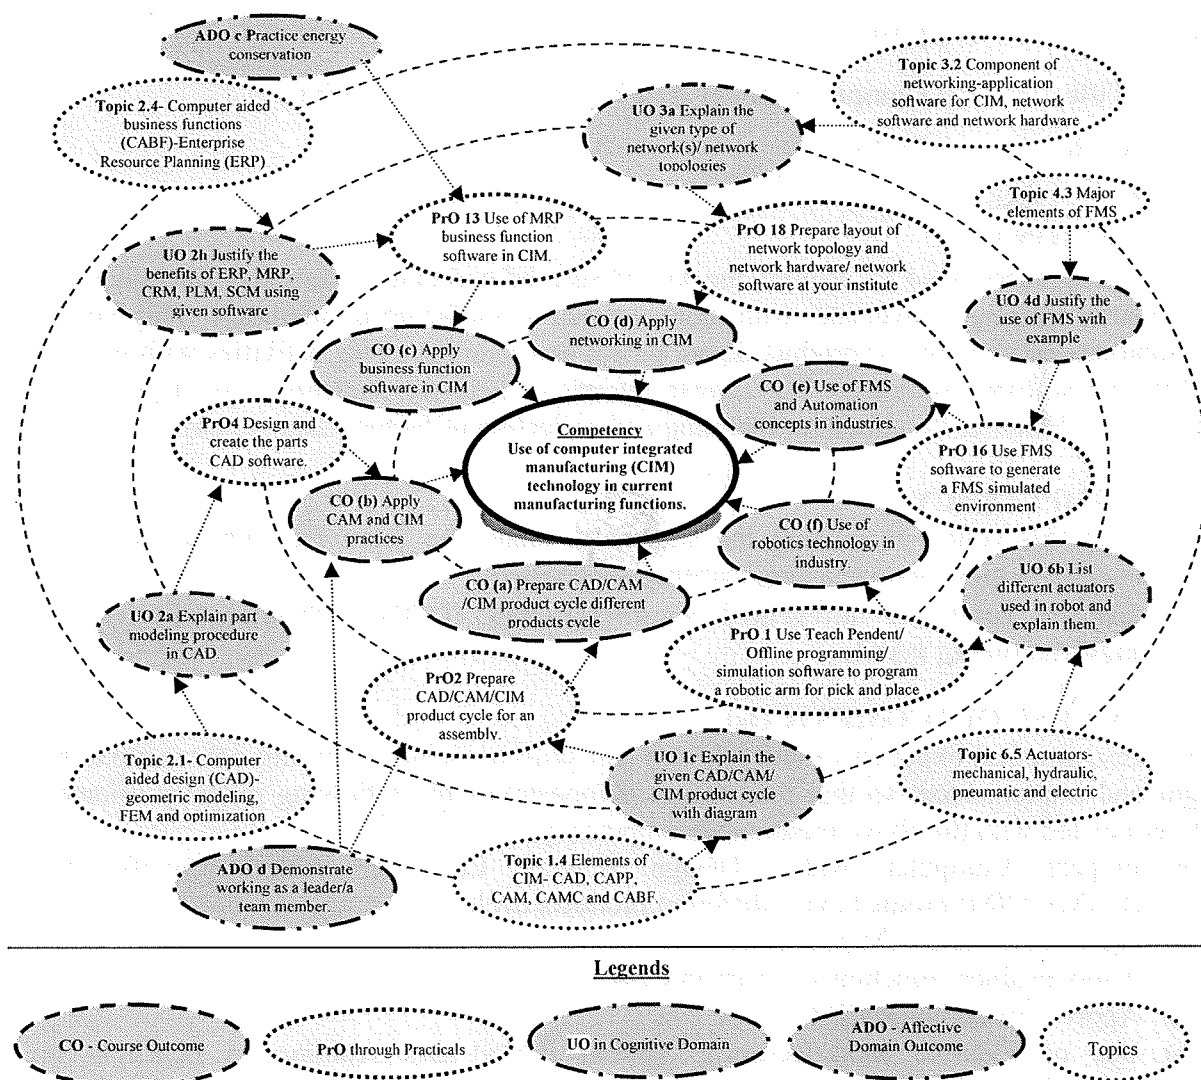 ADO c Practice energy
conservation
Topic 3.2 Component of
networking-application
software for CIM, network
software and network hardware
Topic 2.4- Computer aided
business functions
(CABF)-Enterprise
Resource Planning (ERP)
UO 3a Explain the
given type of
network(s)/ network
topologies
Topic 4.3 Major
elements of FMS
PrO 13 Use of MRP
business function
software in CIM.
PrO 18 Prepare layout of
network topology and
network hardware/ network
software at your institute
UO 2h Justify the
benefits of ERP, MRP,
CRM, PLM, SCM using
given software
UO 4d Justify the
use of FMS with
example
CO (d) Apply
networking in CIM
CO (c) Apply
business function
software in CIM
CO (e) Use of FMS
and Automation
concepts in industries.
PrO4 Design and
create the parts
CAD software.
Competency
Use of computer integrated
manufacturing (CIM)
technology in current
manufacturing functions.
PrO 16 Use FMS
software to generate
a FMS simulated
environment
CO (b) Apply
CAM and CIM
practices
CO (f) Use of
robotics technology in
industry.
CO (a) Prepare CAD/CAM
/CIM product cycle different
products cycle
UO 6b List
different actuators
used in robot and
explain them.
UO 2a Explain part
modeling procedure
in CAD
PrO 1 Use Teach Pendent/
Offline programming/
simulation software to program
a robotic arm for pick and place
PrO2 Prepare
CAD/CAM/CIM
product cycle for an
assembly.
Topic 2.1- Computer
aided design (CAD)-
geometric modeling,
FEM and optimization
UO 1c Explain the
given CAD/CAM/
CIM product cycle
with diagram
Topic 6.5 Actuators-
mechanical, hydraulic,
pneumatic and electric
ADO d Demonstrate
working as a leader/a
team member.
Topic 1.4 Elements of
CIM- CAD, CAPP,
CAM, CAMC and CABF.
Legends
CO - Course Outcome
PrO through Practicals
UO in Cognitive Domain
ADO - Affective
Domain Outcome
Topics